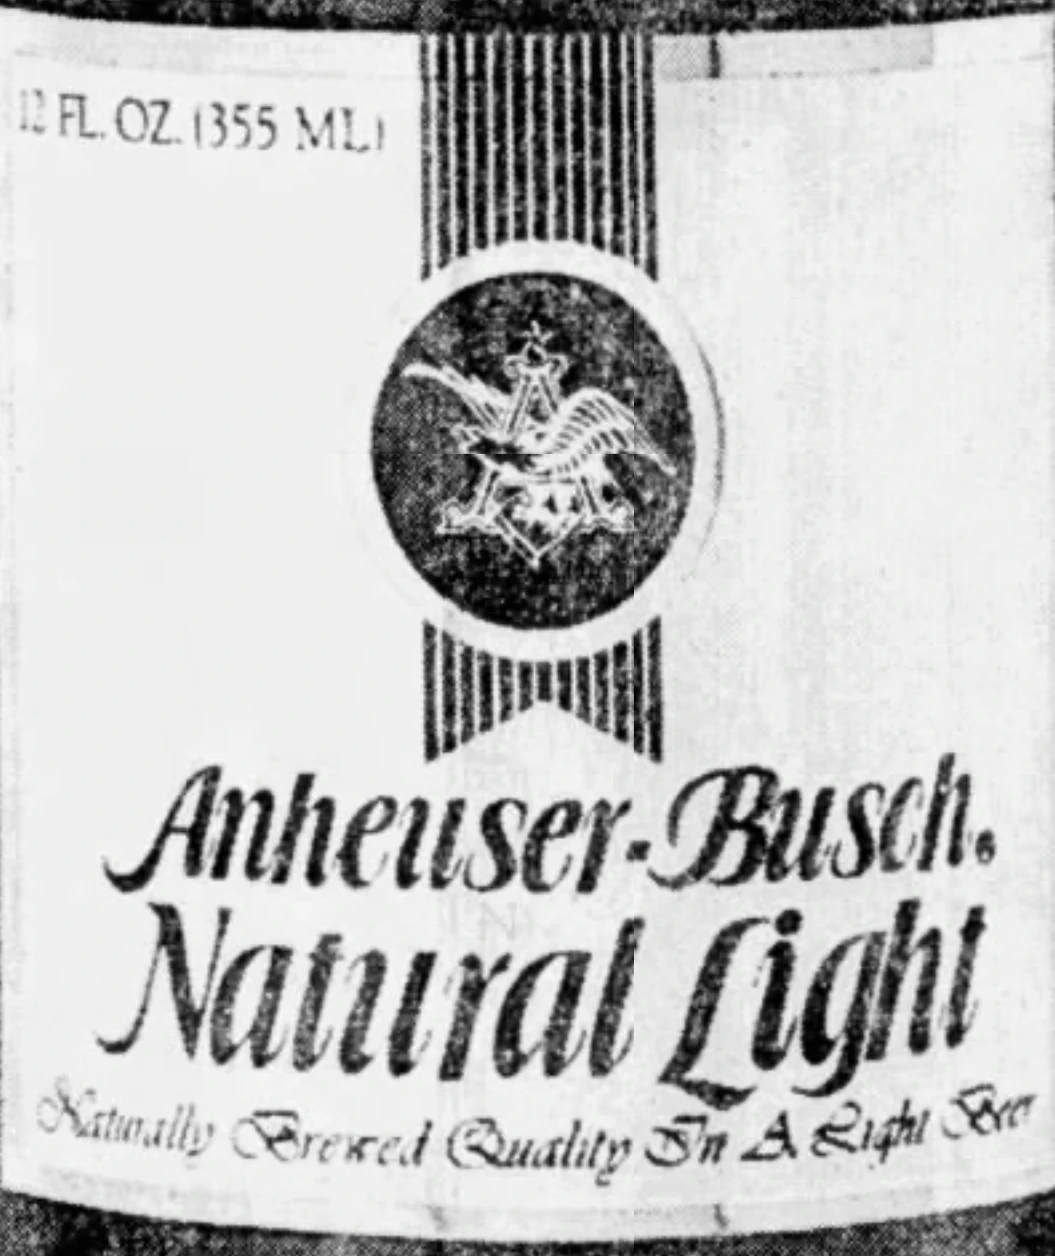 12 FL. OZ. (355 ML)
A
Anheuser-Busch®
Natural Light
Naturally Brewed Quality In A Light Beer